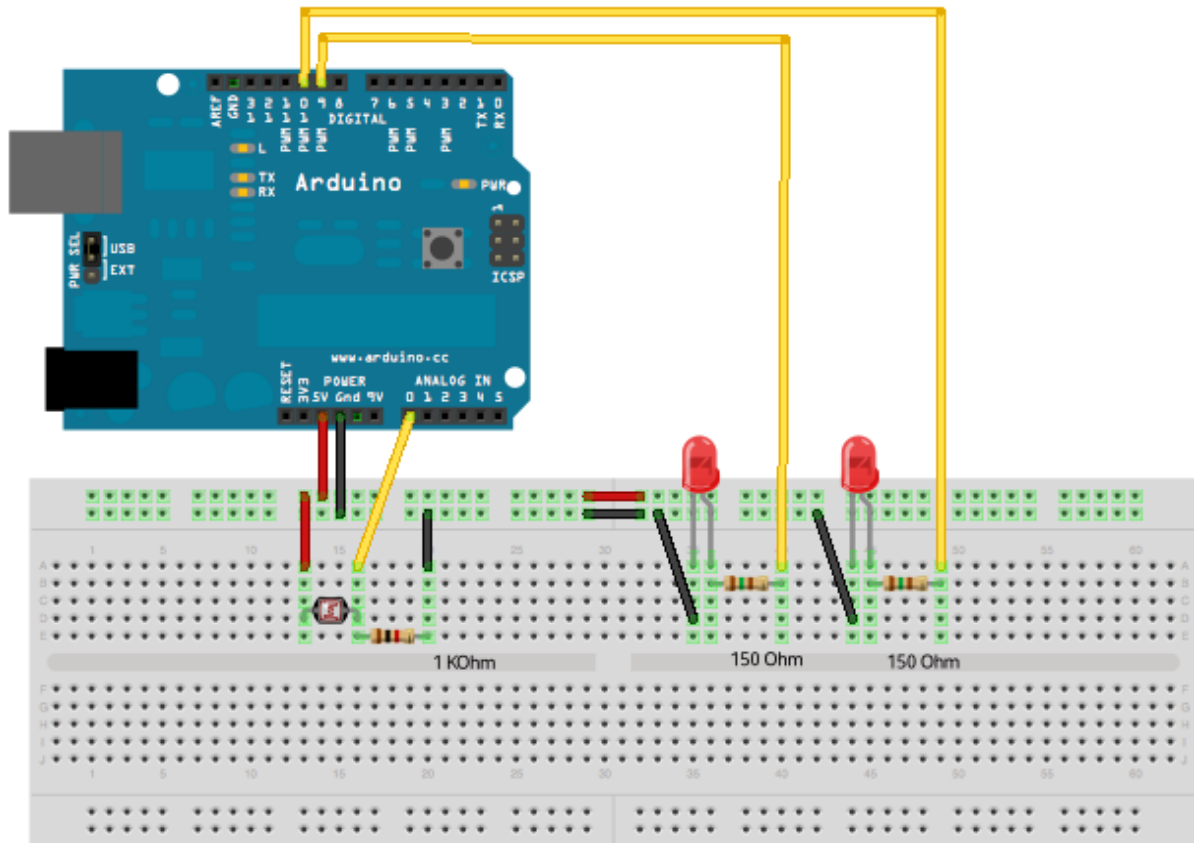 AREF GND 13 12 11 10 9 8 7 6 5 4 3 2 TX 1 RX 0
DIGITAL
PWM PWM PWM PWM PWM PWM
L
TX
RX
Arduino
PWR
1
PWR SEL
USB
EXT
ICSP
www.arduino.cc
POWER
ANALOG IN
RESET 3V3 5V Gnd 9V 0 1 2 3 4 5
1 5 10 15 25 30 35 40 50 55 60
A A
B B
C C
D D
E E
1 KOhm
150 Ohm
150 Ohm
F F
G G
H H
I I
J J
1 5 10 15 20 25 30 35 40 45 50 55 60